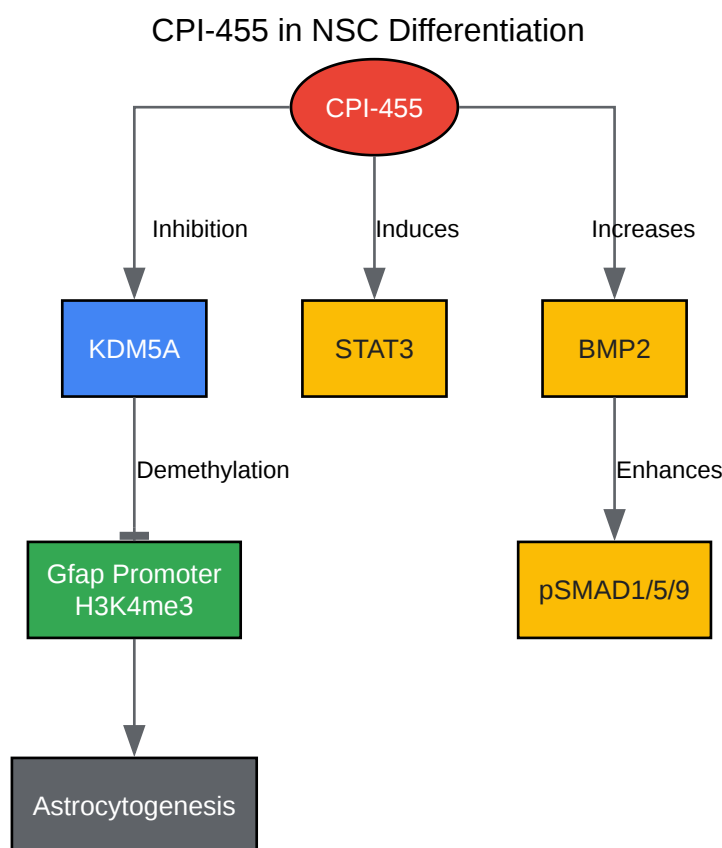 CPI-455 in NSC Differentiation
CPI-455
Inhibition
Induces
Increases
KDM5A
STAT3
BMP2
Demethylation
Enhances
Gfap Promoter
H3K4me3
pSMAD1/5/9
Astrocytogenesis